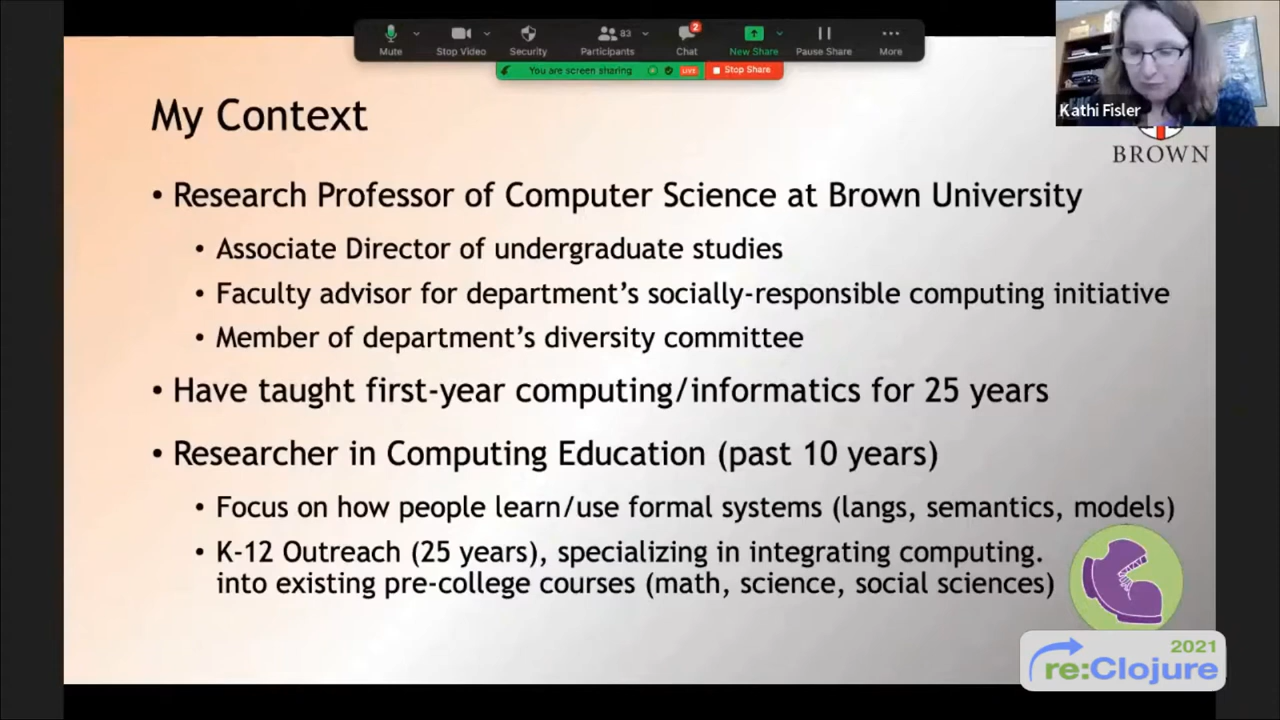 Mute
Stop Video
Security
83
Participants
2
Chat
New Share
Pause Share
More
You are screen sharing
LIVE
Stop Share
Kathi Fisler
BROWN
My Context
• Research Professor of Computer Science at Brown University
• Associate Director of undergraduate studies
• Faculty advisor for department's socially-responsible computing initiative
• Member of department's diversity committee
• Have taught first-year computing/informatics for 25 years
• Researcher in Computing Education (past 10 years)
• Focus on how people learn/use formal systems (langs, semantics, models)
• K-12 Outreach (25 years), specializing in integrating computing.
into existing pre-college courses (math, science, social sciences)
2021
re:Clojure